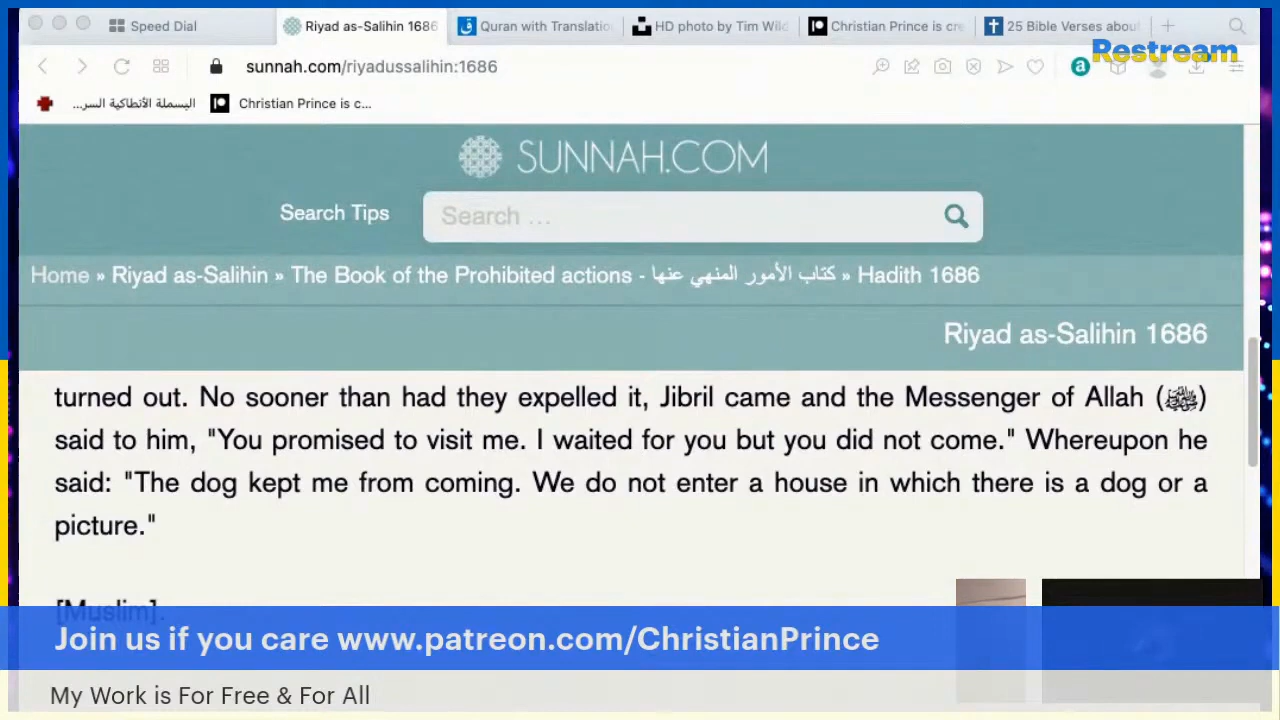 Speed Dial
Riyad as-Salihin 1686
Quran with Translatio
HD photo by Tim Wild
Christian Prince is cre
25 Bible Verses about
Restream
sunnah.com/riyadussalihin:1686
البسملة الأنطاكية السر...
Christian Prince is c...
SUNNAH.COM
Search Tips
Search ...
Home » Riyad as-Salihin » The Book of the Prohibited actions - كتاب الأمور المنهي عنها » Hadith 1686
Riyad as-Salihin 1686
turned out. No sooner than had they expelled it, Jibril came and the Messenger of Allah (ﷺ)
said to him, "You promised to visit me. I waited for you but you did not come." Whereupon he
said: "The dog kept me from coming. We do not enter a house in which there is a dog or a
picture."
[Muslim].
Join us if you care www.patreon.com/ChristianPrince
My Work is For Free & For All